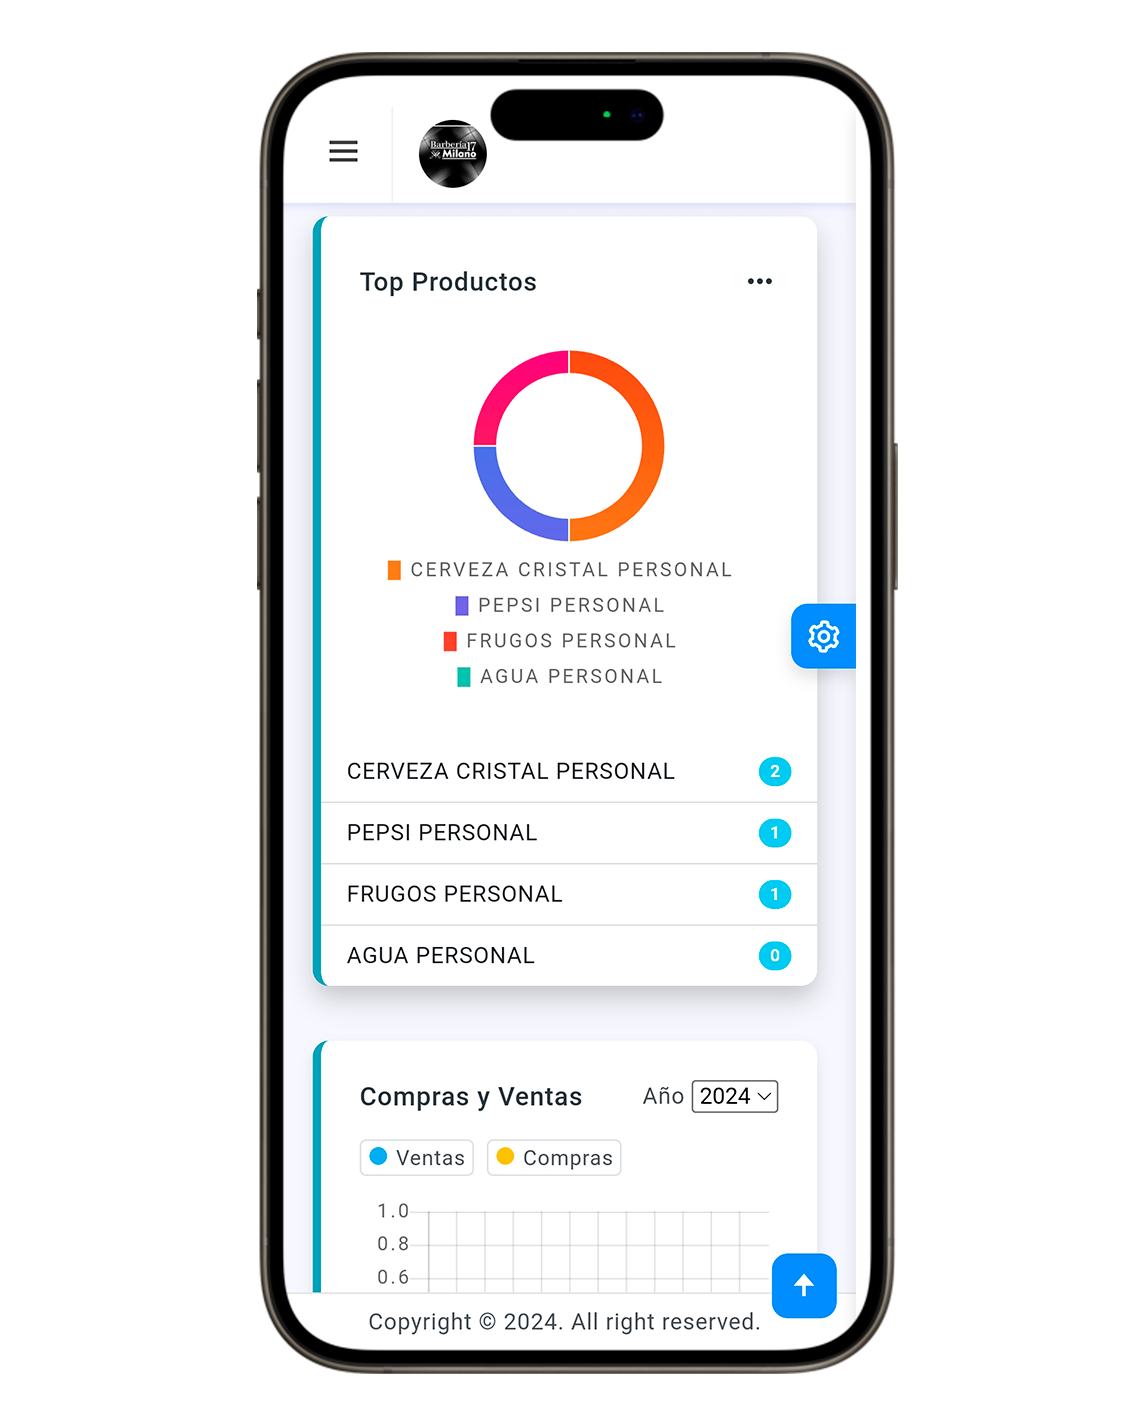 Barbería 17
Milano
Top Productos
CERVEZA CRISTAL PERSONAL
PEPSI PERSONAL
FRUGOS PERSONAL
AGUA PERSONAL
CERVEZA CRISTAL PERSONAL 2
PEPSI PERSONAL 1
FRUGOS PERSONAL 1
AGUA PERSONAL 0
Compras y Ventas Año 2024
Ventas Compras
1.0
0.8
0.6
Copyright © 2024. All right reserved.